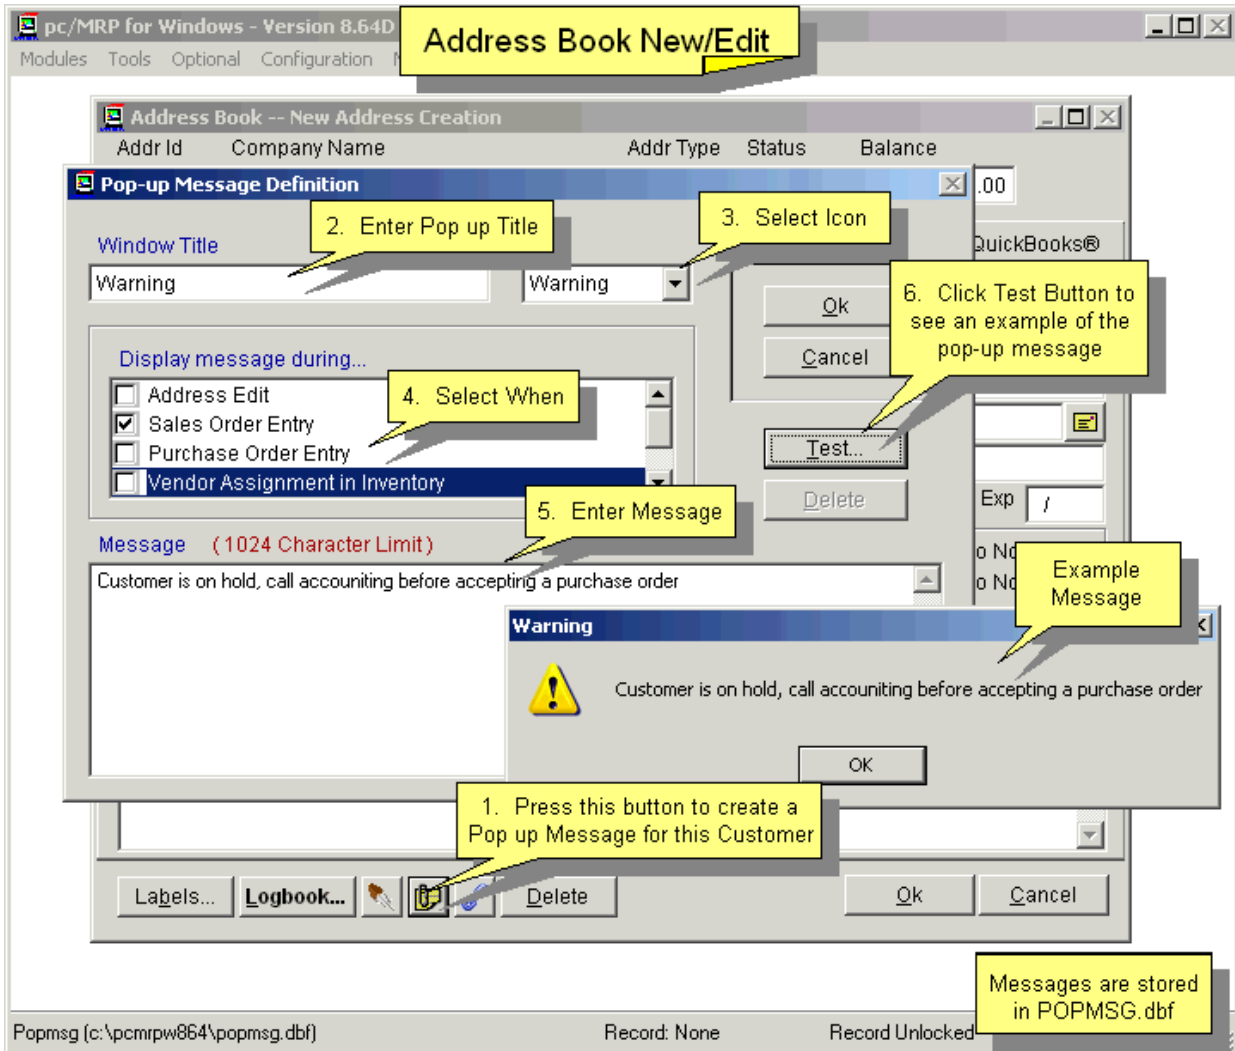 pc/MRP for Windows - Version 8.64D
Address Book New/Edit
Modules Tools Optional Configuration
Address Book -- New Address Creation
Addr Id Company Name Addr Type Status Balance
Pop-up Message Definition
.00
2. Enter Pop up Title
3. Select Icon
Window Title
QuickBooks®
Warning Warning
Ok
6. Click Test Button to
see an example of the
pop-up message
Display message during...
Cancel
Address Edit
4. Select When
Sales Order Entry
Purchase Order Entry
Test...
Vendor Assignment in Inventory
Delete
Exp /
5. Enter Message
Message (1024 Character Limit)
Customer is on hold, call accouniting before accepting a purchase order
Example
Message
Warning
Customer is on hold, call accouniting before accepting a purchase order
OK
1. Press this button to create a
Pop up Message for this Customer
Labels... Logbook... Delete Ok Cancel
Messages are stored
in POPMSG.dbf
Popmsg (c:\pcmrpw864\popmsg.dbf) Record: None Record Unlocked